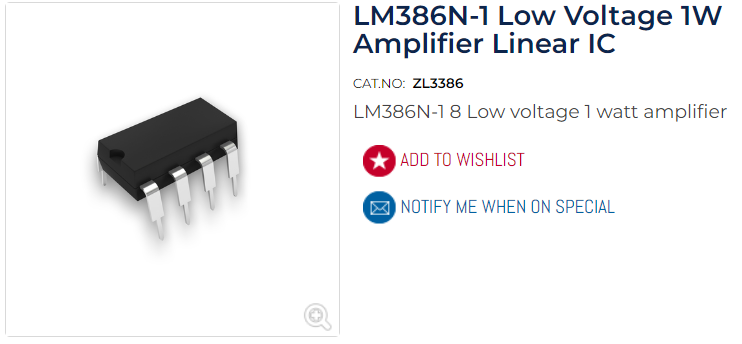 LM386N-1 Low Voltage 1W
Amplifier Linear IC
CAT.NO: ZL3386
LM386N-1 8 Low voltage 1 watt amplifier
ADD TO WISHLIST
NOTIFY ME WHEN ON SPECIAL